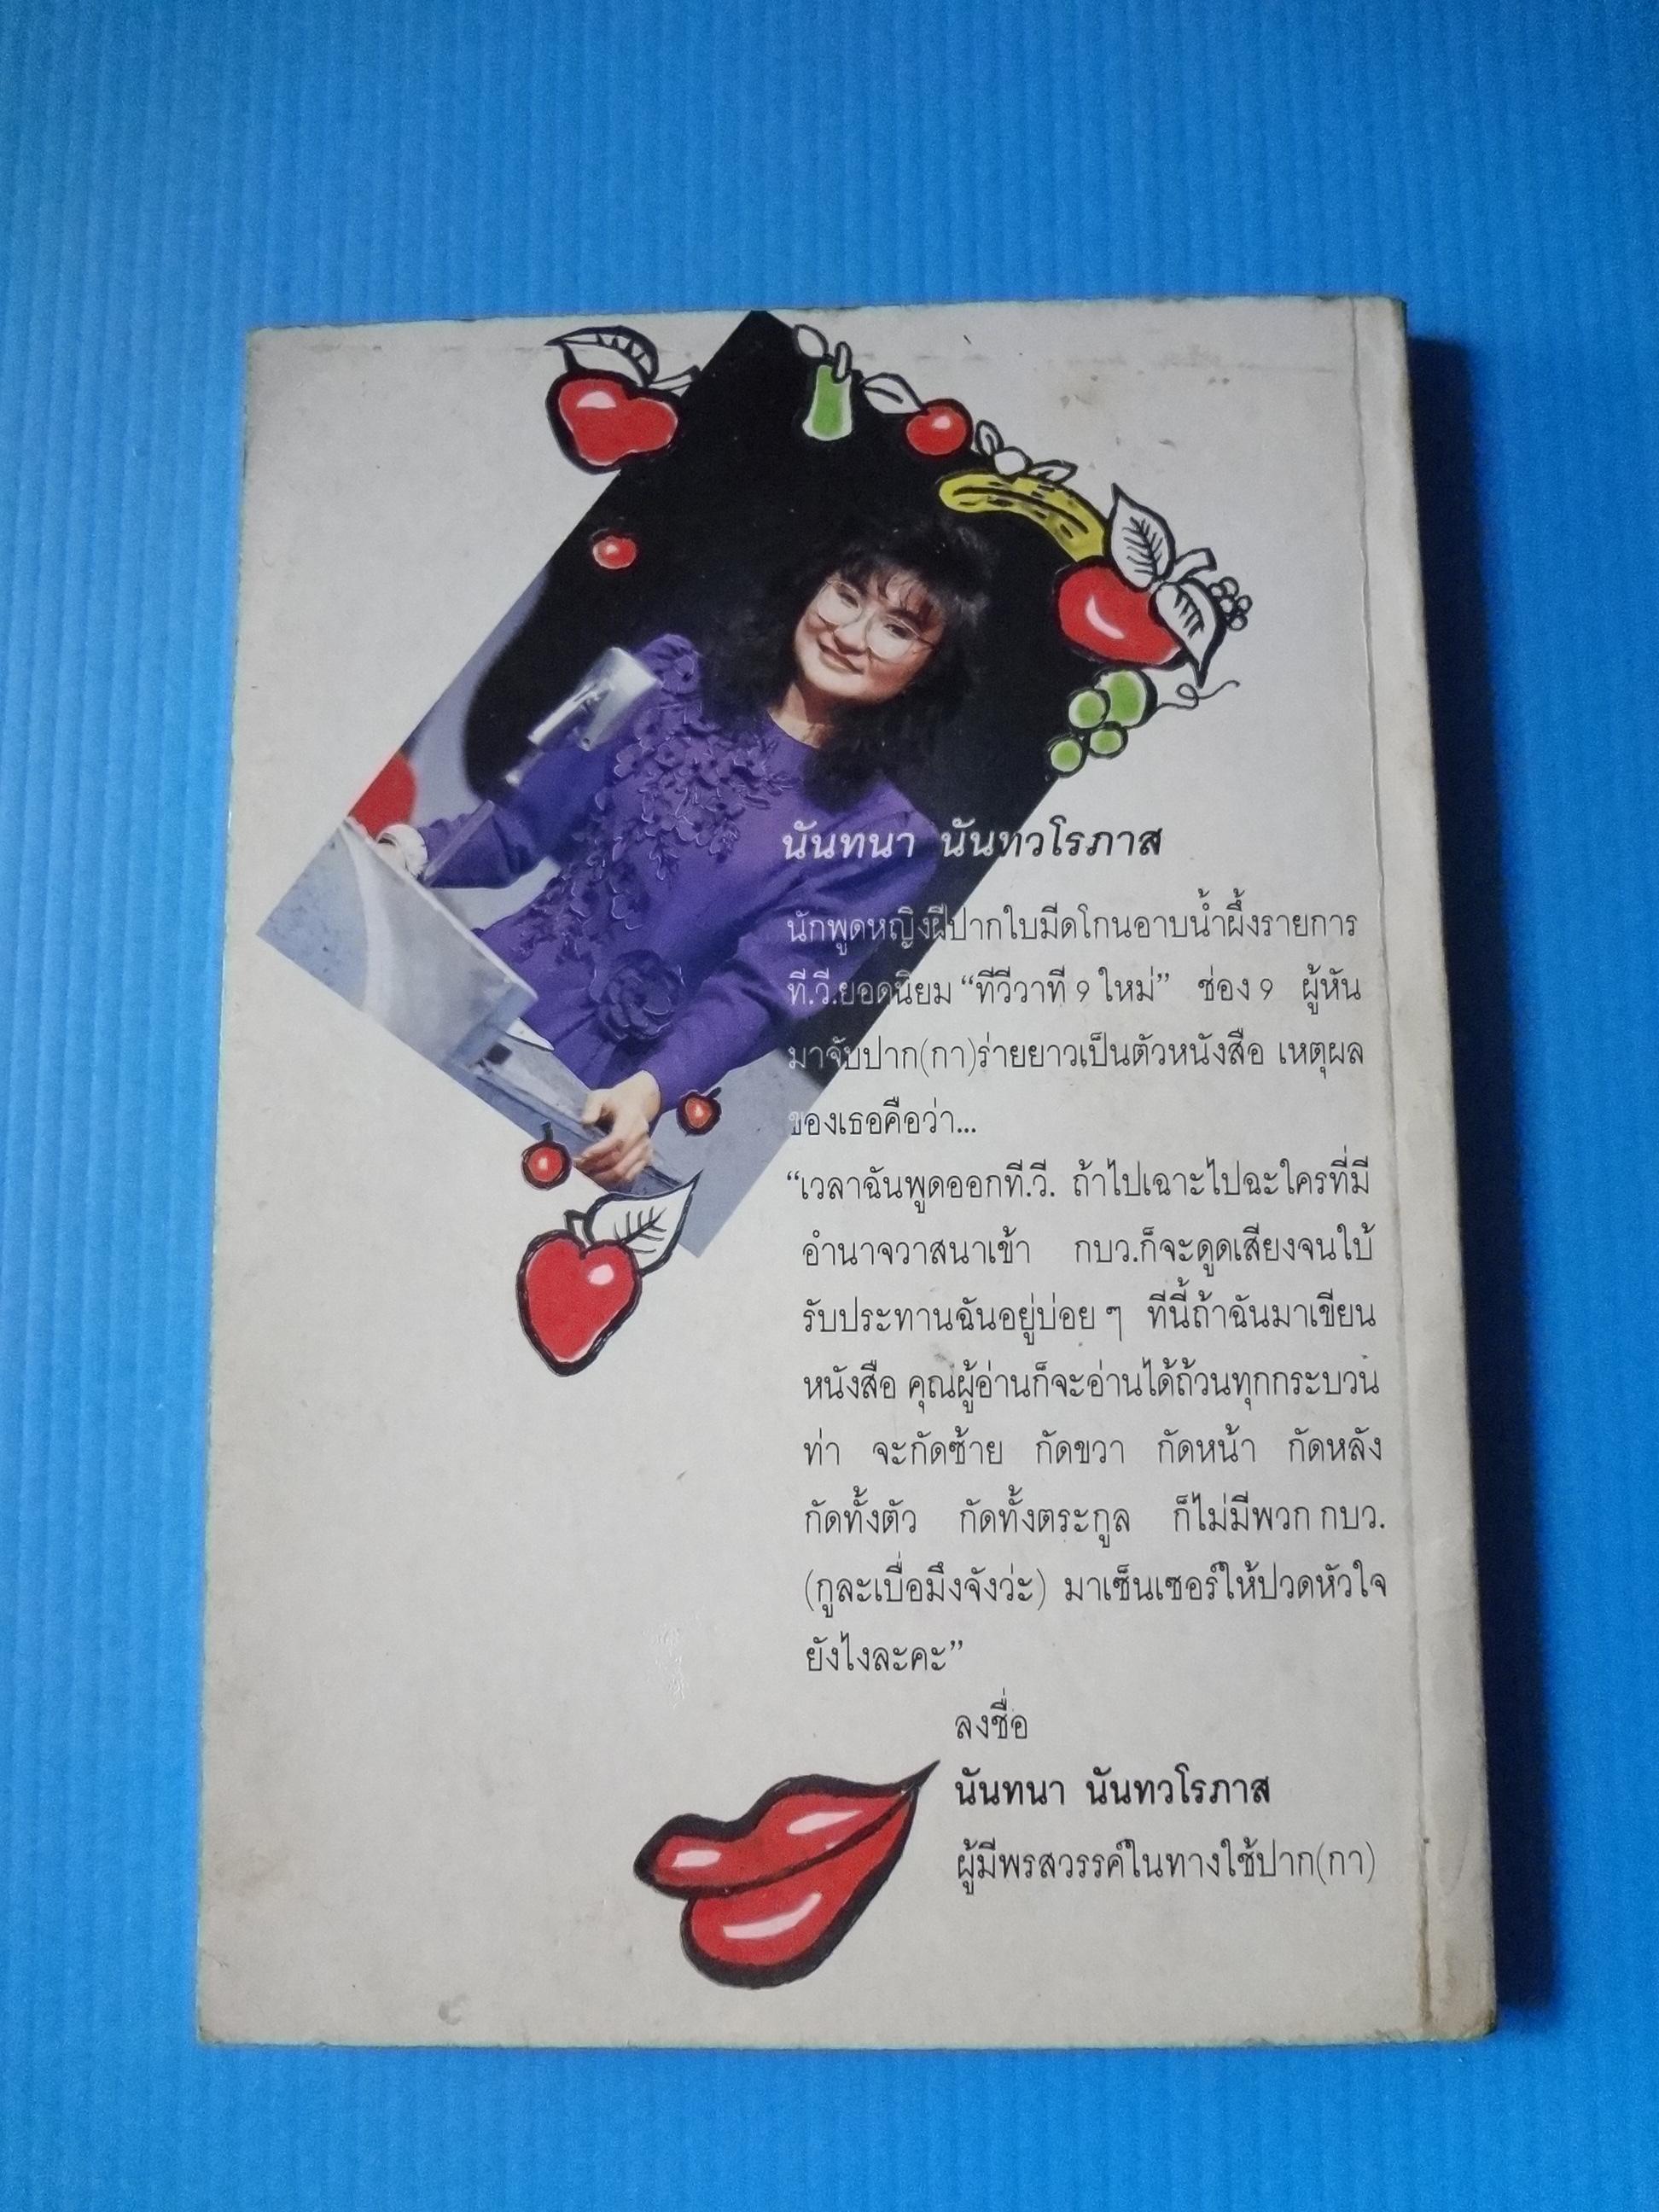 นันทนา นันทวโรภาส
นักพูดหญิงฝีปากใบมีดโกนอาบน้ำผึ้งรายการ
ที.วี.ยอดนิยม “ทีวีวาที ๙ ใหม่” ช่อง ๙ ผู้หัน
มาจับปาก(กา)ร่ายยาวเป็นตัวหนังสือ เหตุผล
ของเธอคือว่า...
“เวลาฉันพูดออกที.วี. ถ้าไปเฉาะไปฉะใครที่มี
อำนาจวาสนาเข้า กบว.ก็จะดูดเสียงจนใบ้
รับประทานฉันอยู่บ่อย ๆ ทีนี้ถ้าฉันมาเขียน
หนังสือ คุณผู้อ่านก็จะอ่านได้ถ้วนทุกกระบวน
ท่า จะกัดซ้าย กัดขวา กัดหน้า กัดหลัง
กัดทั้งตัว กัดทั้งตระกูล ก็ไม่มีพวก กบว.
(กูละเบื่อมึงจังว่ะ) มาเซ็นเซอร์ให้ปวดหัวใจ
ยังไงละคะ”
ลงชื่อ
นันทนา นันทวโรภาส
ผู้มีพรสวรรค์ในทางใช้ปาก(กา)